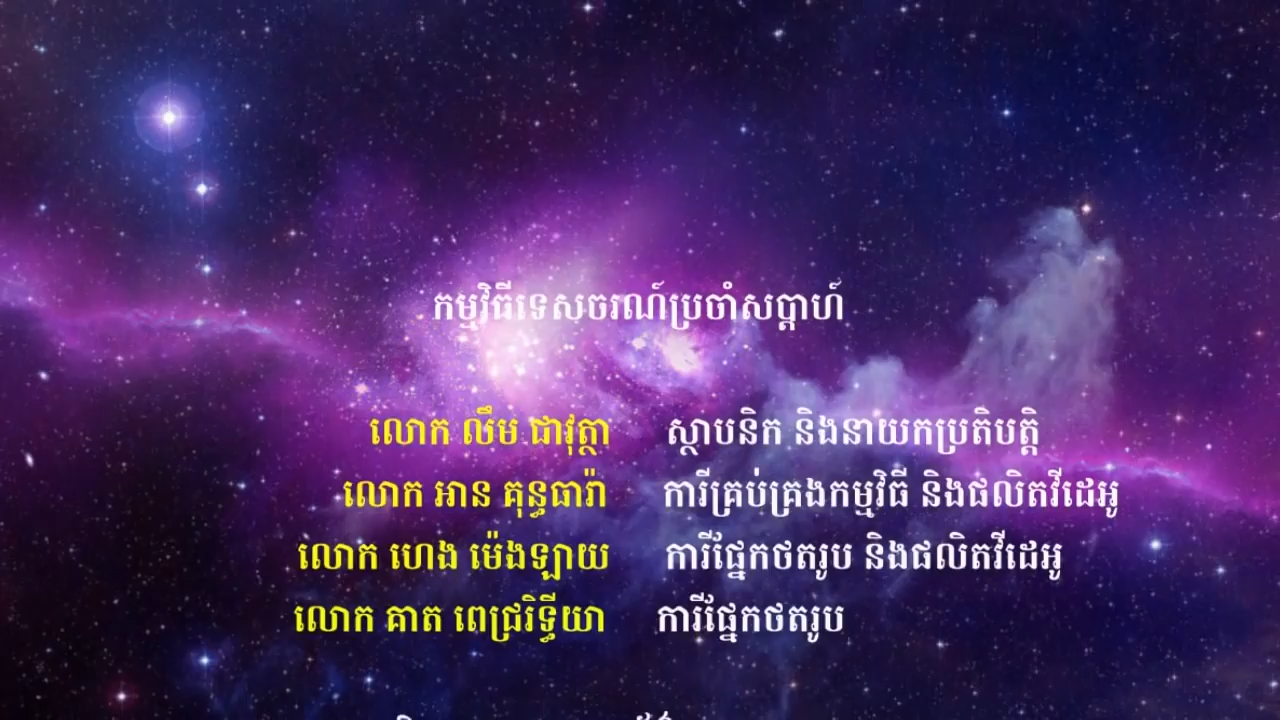 កម្មវិធីទេសចរណ៍ប្រចាំសប្តាហ៍
លោក លឹម ជាវុត្ថា ស្ថាបនិក និងនាយកប្រតិបត្តិ
លោក អាន គុន្ធធារ៉ា ការីគ្រប់គ្រងកម្មវិធី និងផលិតវីដេអូ
លោក ហេង ម៉េងឡាយ ការីផ្នែកថតរូប និងផលិតវីដេអូ
លោក គាត ពេជ្ររិទ្ធីយា ការីផ្នែកថតរូប